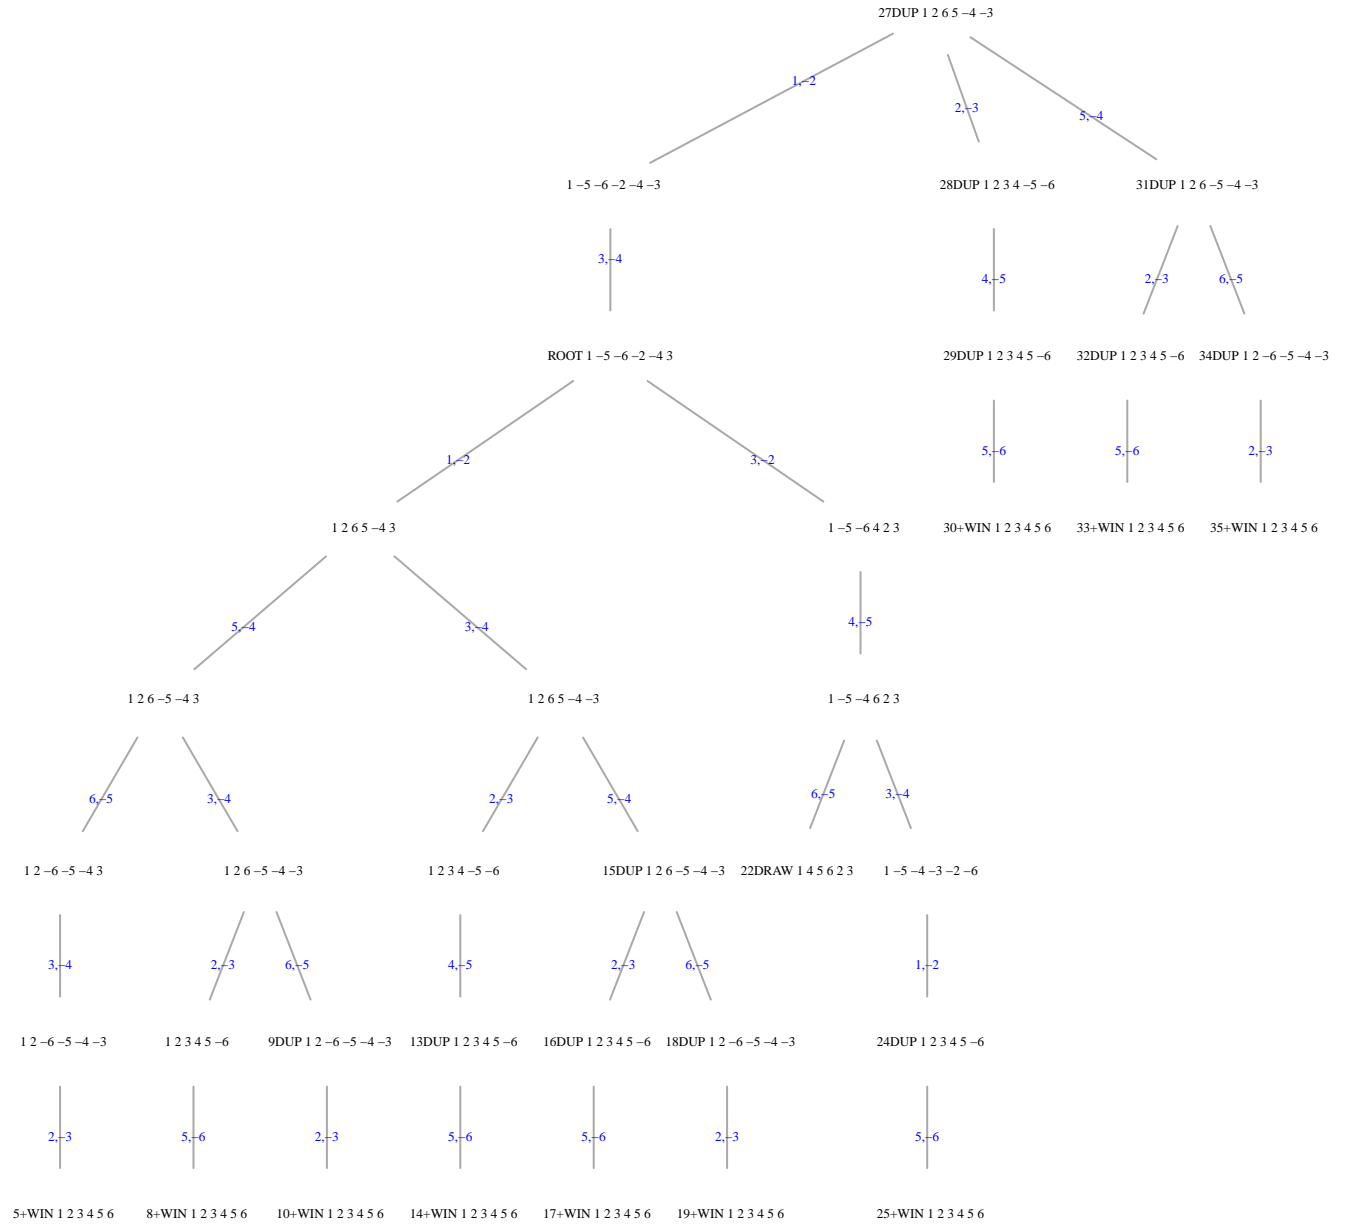 27DUP 1 2 6 5 −4 −3
1,−2
2,−3
5,−4
1 −5 −6 −2 −4 −3
28DUP 1 2 3 4 −5 −6
31DUP 1 2 6 −5 −4 −3
3,−4
4,−5
2,−3
6,−5
ROOT 1 −5 −6 −2 −4 3
29DUP 1 2 3 4 5 −6
32DUP 1 2 3 4 5 −6
34DUP 1 2 −6 −5 −4 −3
1,−2
3,−2
5,−6
5,−6
2,−3
1 2 6 5 −4 3
1 −5 −6 4 2 3
30+WIN 1 2 3 4 5 6
33+WIN 1 2 3 4 5 6
35+WIN 1 2 3 4 5 6
5,−4
3,−4
4,−5
1 2 6 −5 −4 3
1 2 6 5 −4 −3
1 −5 −4 6 2 3
6,−5
3,−4
2,−3
5,−4
6,−5
3,−4
1 2 −6 −5 −4 3
1 2 6 −5 −4 −3
1 2 3 4 −5 −6
15DUP 1 2 6 −5 −4 −3
22DRAW 1 4 5 6 2 3
1 −5 −4 −3 −2 −6
3,−4
2,−3
6,−5
4,−5
2,−3
6,−5
1,−2
1 2 −6 −5 −4 −3
1 2 3 4 5 −6
9DUP 1 2 −6 −5 −4 −3
13DUP 1 2 3 4 5 −6
16DUP 1 2 3 4 5 −6
18DUP 1 2 −6 −5 −4 −3
24DUP 1 2 3 4 5 −6
2,−3
5,−6
2,−3
5,−6
5,−6
2,−3
5,−6
5+WIN 1 2 3 4 5 6
8+WIN 1 2 3 4 5 6
10+WIN 1 2 3 4 5 6
14+WIN 1 2 3 4 5 6
17+WIN 1 2 3 4 5 6
19+WIN 1 2 3 4 5 6
25+WIN 1 2 3 4 5 6